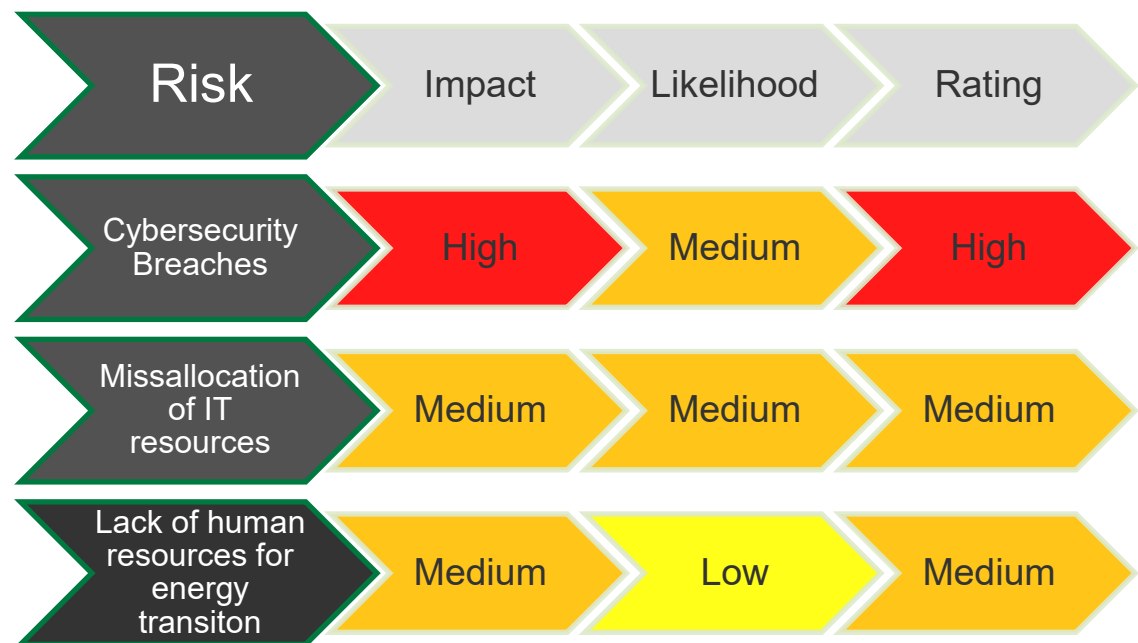 Risk
Impact
Likelihood
Rating
Cybersecurity
Breaches
High
Medium
High
Missallocation
of IT
resources
Medium
Medium
Medium
Lack of human
resources for
energy
transiton
Medium
Low
Medium